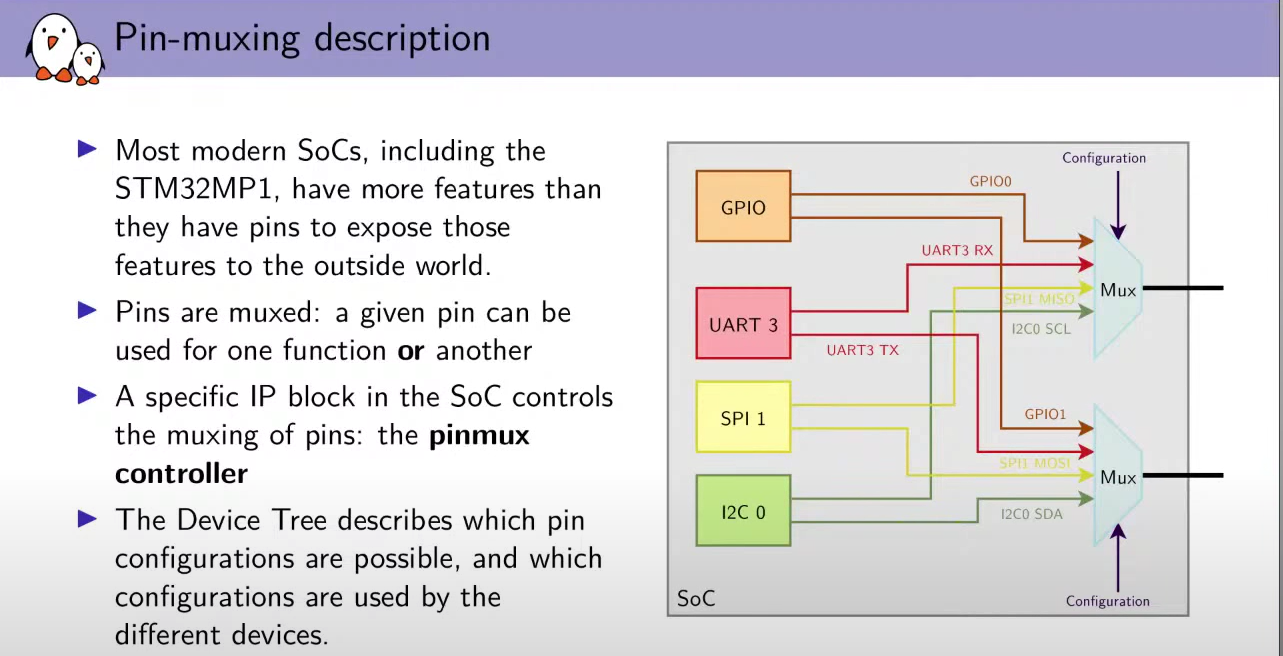 Pin-muxing description
Most modern SoCs, including the
STM32MP1, have more features than
they have pins to expose those
features to the outside world.
Pins are muxed: a given pin can be
used for one function or another
A specific IP block in the SoC controls
the muxing of pins: the pinmux
controller
The Device Tree describes which pin
configurations are possible, and which
configurations are used by the
different devices.
Configuration
GPIO0
GPIO
UART3 RX
Mux
SPI1 MISO
UART 3
I2C0 SCL
UART3 TX
SPI 1
GPIO1
SPI1 MOSI
Mux
I2C 0
I2C0 SDA
SoC
Configuration